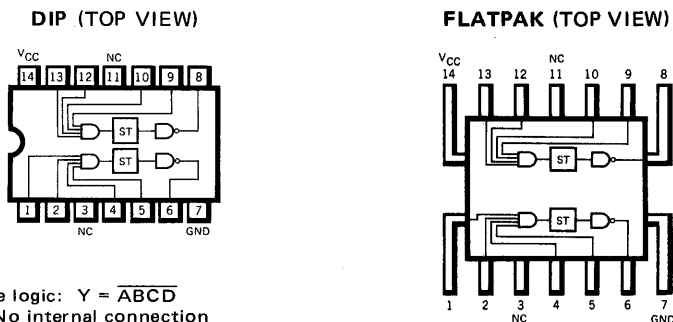 DIP (TOP VIEW)
FLATPAK (TOP VIEW)
VCC NC
14 13 12 11 10 9 8
ST
ST
1 2 3 4 5 6 7
NC GND
VCC NC
14 13 12 11 10 9 8
ST
ST
1 2 3 4 5 6 7
NC GND
e logic: Y = \overline{ABCD}
No internal connection